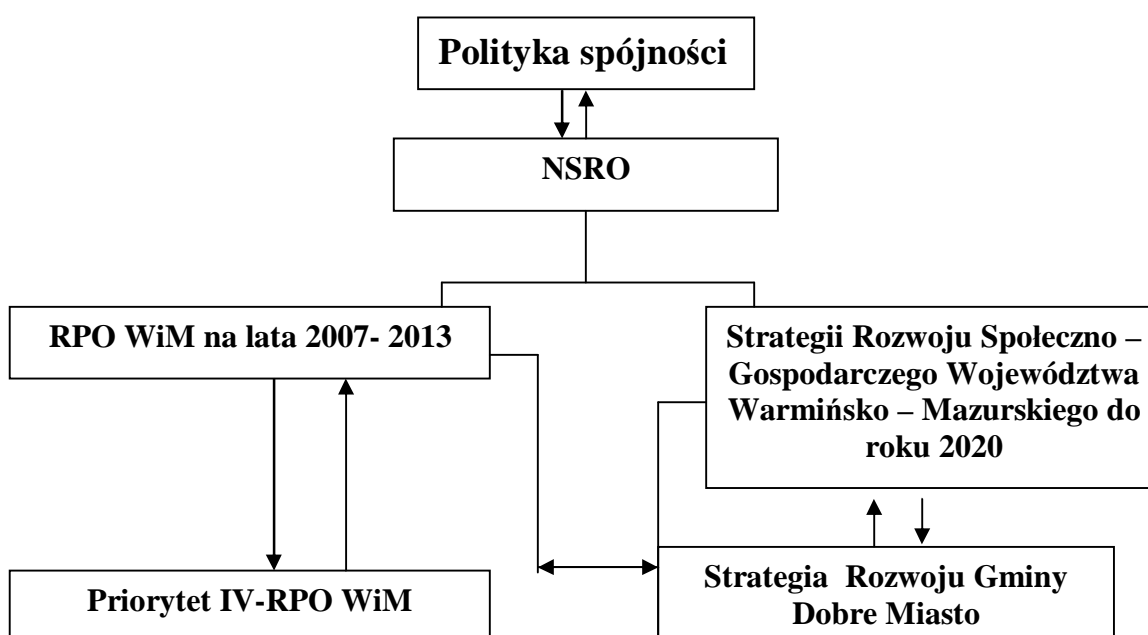 Polityka spójności
NSRO
RPO WiM na lata 2007- 2013
Strategii Rozwoju Społeczno –
Gospodarczego Województwa
Warmińsko – Mazurskiego do
roku 2020
Priorytet IV-RPO WiM
Strategia Rozwoju Gminy
Dobre Miasto